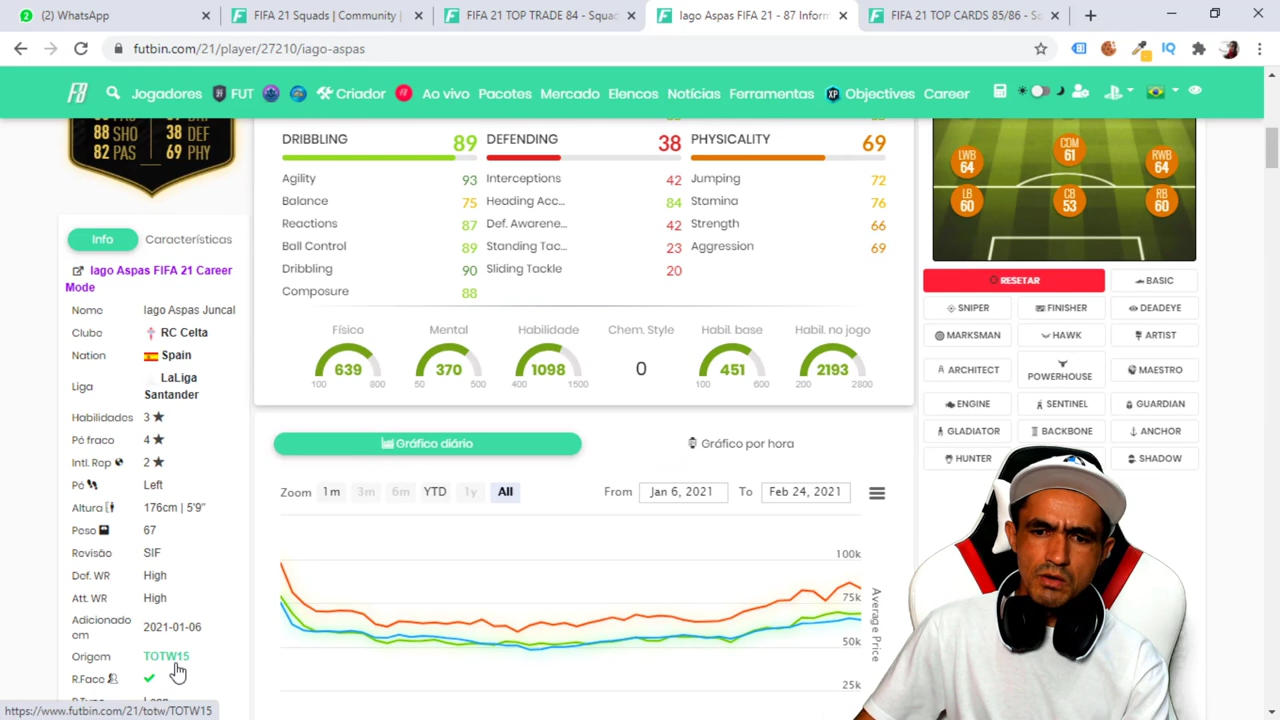 2 WhatsApp
FIFA 21 Squads | Community |
FIFA 21 TOP TRADE 84 - Squad
Iago Aspas FIFA 21 - 87 Inform
FIFA 21 TOP CARDS 85/86 - Sq
futbin.com/21/player/27210/iago-aspas
IQ
Jogadores FUT Criador Ao vivo Pacotes Mercado Elencos Notícias Ferramentas XP Objectives Career
88 SHO 38 DEF
82 PAS 69 PHY
DRIBBLING 89 DEFENDING 38 PHYSICALITY 69
Agility 93 Interceptions 42 Jumping 72
Balance 75 Heading Acc... 84 Stamina 76
Reactions 87 Def. Awarene... 42 Strength 66
Ball Control 89 Standing Tac... 23 Aggression 69
Dribbling 90 Sliding Tackle 20
Composure 88
LWB 64 CDM 61 RWB 64
LB 60 CB 53 RB 60
Info Características
Iago Aspas FIFA 21 Career
Mode
Nome Iago Aspas Juncal
Clube RC Celta
Nation Spain
Liga LaLiga
Santander
Habilidades 3 ★
Pé fraco 4 ★
Intl. Rep 2 ★
Pé Left
Altura 176cm | 5'9"
Peso 67
Revisão SIF
Def. WR High
Att. WR High
Adicionado
em 2021-01-06
Origem TOTW15
R.Face
Físico Mental Habilidade Chem. Style Habil. base Habil. no jogo
639 370 1098 0 451 2193
100 800 50 500 400 1500 100 600 200 2800
RESETAR BASIC
SNIPER FINISHER DEADEYE
MARKSMAN HAWK ARTIST
ARCHITECT POWERHOUSE MAESTRO
ENGINE SENTINEL GUARDIAN
GLADIATOR BACKBONE ANCHOR
HUNTER SHADOW
Gráfico diário Gráfico por hora
Zoom 1m 3m 6m YTD 1y All From Jan 6, 2021 To Feb 24, 2021
100k
75k
50k
25k
Average Price
https://www.futbin.com/21/totw/TOTW15